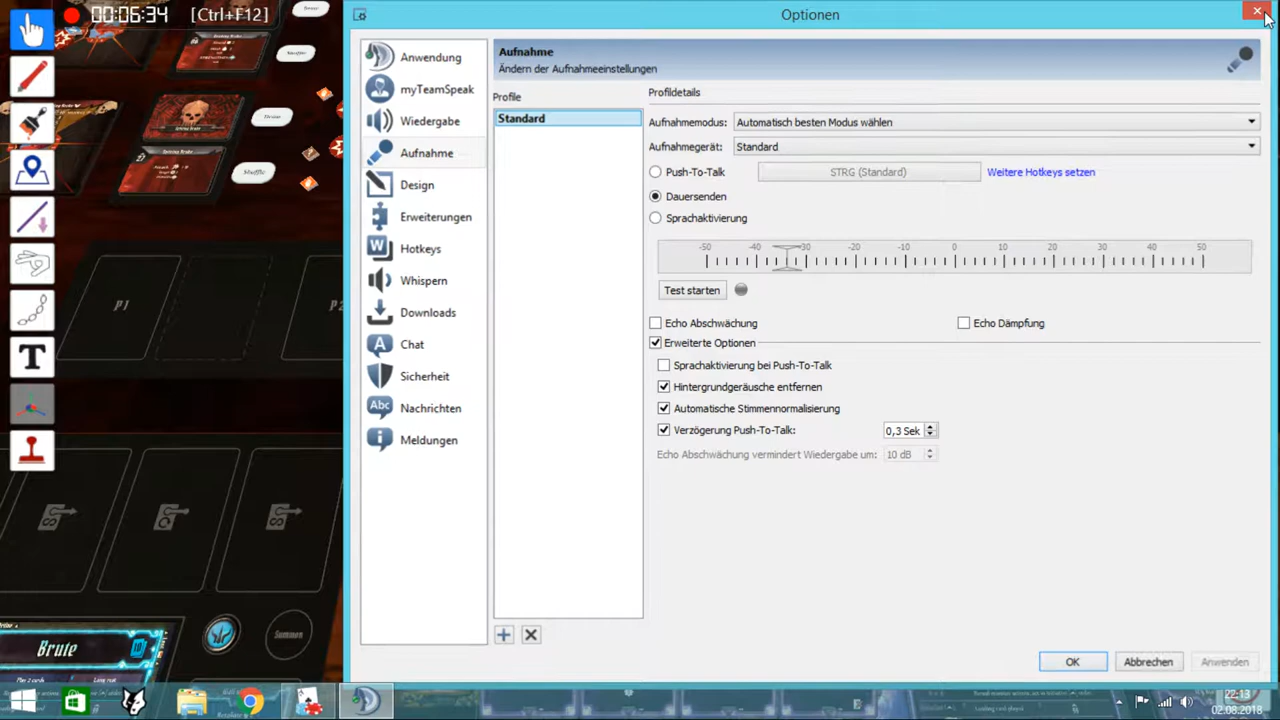 00:06:34 [Ctrl+F12]
Optionen
Anwendung
myTeamSpeak
Wiedergabe
Aufnahme
Design
Erweiterungen
Hotkeys
Whispern
Downloads
Chat
Sicherheit
Nachrichten
Meldungen
Aufnahme
Ändern der Aufnahmeeinstellungen
Profile
Standard
Profildetails
Aufnahmemodus: Automatisch besten Modus wählen
Aufnahmegerät: Standard
Push-To-Talk STRG (Standard) Weitere Hotkeys setzen
Dauersenden
Sprachaktivierung
-50 -40 -30 -20 -10 0 10 20 30 40 50
Test starten
Echo Abschwächung Echo Dämpfung
Erweiterte Optionen
Sprachaktivierung bei Push-To-Talk
Hintergrundgeräusche entfernen
Automatische Stimmennormalisierung
Verzögerung Push-To-Talk: 0,3 Sek
Echo Abschwächung vermindert Wiedergabe um: 10 dB
OK Abbrechen Anwenden
Shuffle
P1
T
W
A
Abc
Brute
Summon
22:13
02.08.2018